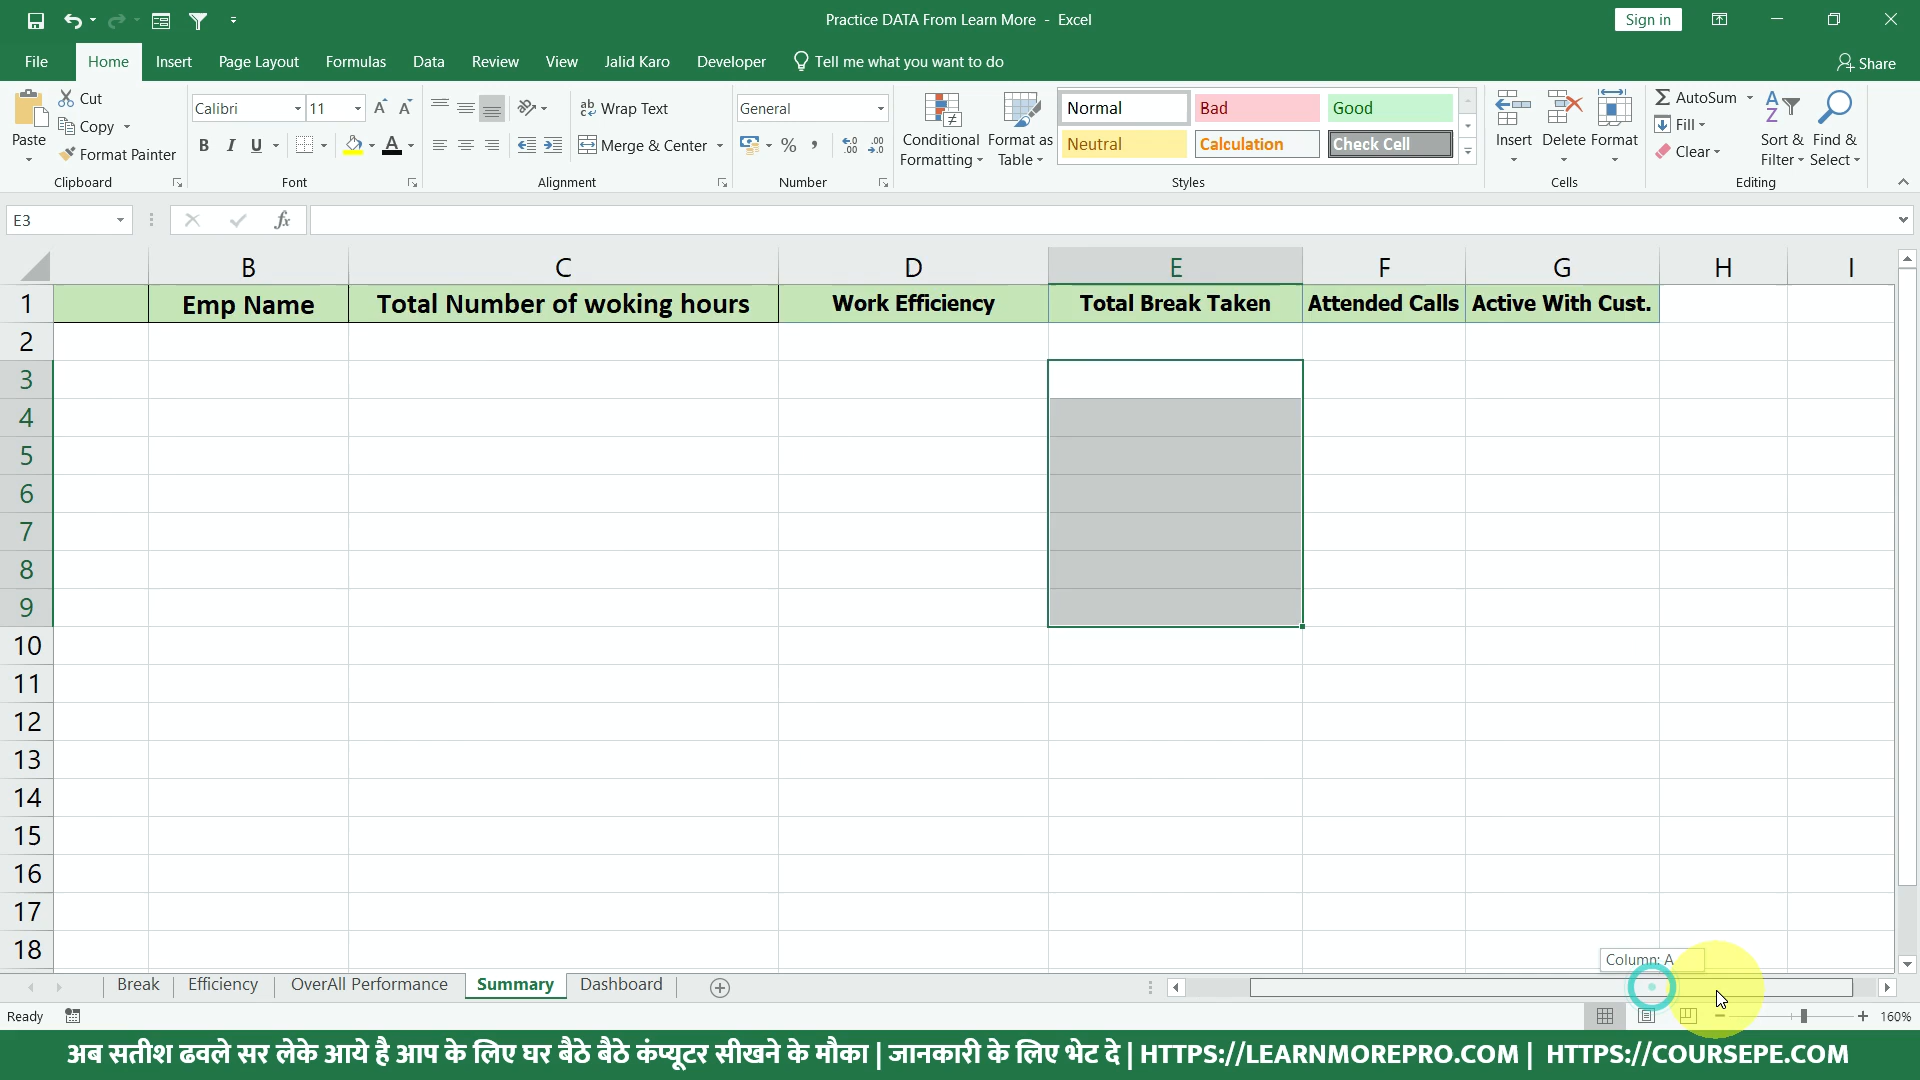 Practice DATA From Learn More - Excel
Sign in
File Home Insert Page Layout Formulas Data Review View Jalid Karo Developer Tell me what you want to do Share
Paste
Cut
Copy
Format Painter
Clipboard
Calibri 11
B I U A
Font
ab Wrap Text
Merge & Center
Alignment
General
% ,
Number
Conditional Formatting
Format as Table
Normal Bad Good
Neutral Calculation Check Cell
Styles
Insert Delete Format
Cells
AutoSum
Fill
Clear
Sort & Filter
Find & Select
Editing
E3 fx
B C D E F G H I
1 Emp Name Total Number of woking hours Work Efficiency Total Break Taken Attended Calls Active With Cust.
2
3
4
5
6
7
8
9
10
11
12
13
14
15
16
17
18
Column: A
Break Efficiency OverAll Performance Summary Dashboard
Ready 160%
अब सतीश ढवले सर लेके आये है आप के लिए घर बैठे बैठे कंप्यूटर सीखने के मौका | जानकारी के लिए भेट दे | HTTPS://LEARNMOREPRO.COM | HTTPS://COURSEPE.COM